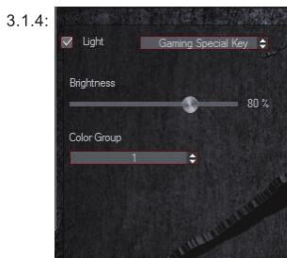 3.1.4:
Light Gaming Special Key
Brightness
80 %
Color Group
1